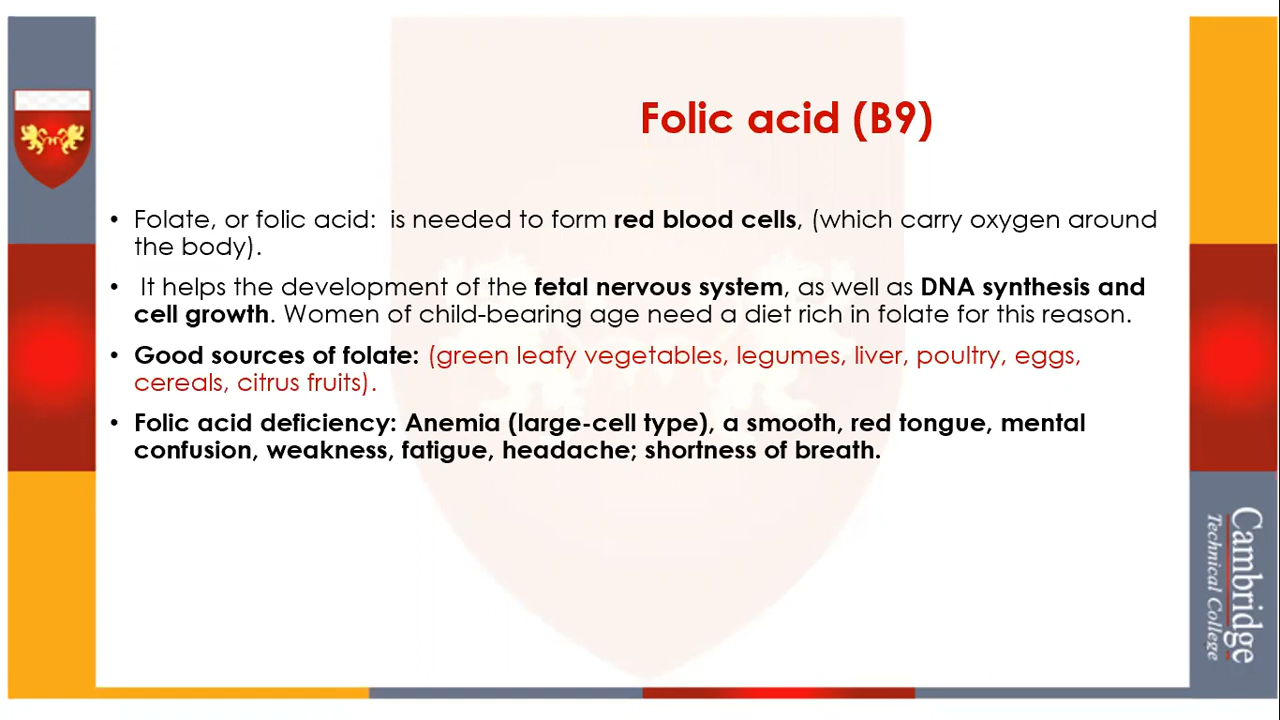 Folic acid (B9)
• Folate, or folic acid:  is needed to form red blood cells, (which carry oxygen around
the body).
•  It helps the development of the fetal nervous system, as well as DNA synthesis and
cell growth. Women of child-bearing age need a diet rich in folate for this reason.
• Good sources of folate: (green leafy vegetables, legumes, liver, poultry, eggs,
cereals, citrus fruits).
• Folic acid deficiency: Anemia (large-cell type), a smooth, red tongue, mental
confusion, weakness, fatigue, headache; shortness of breath.
Cambridge
Technical College